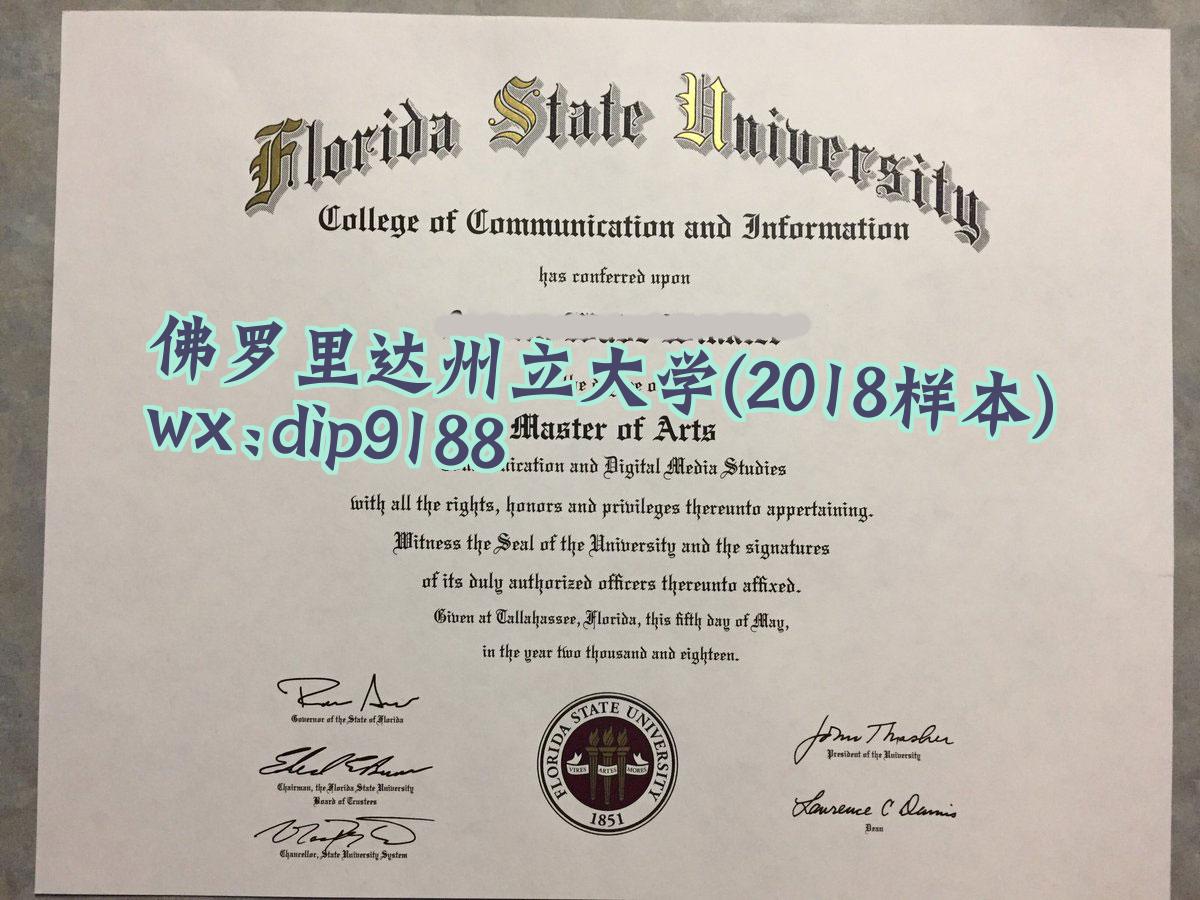 Florida State University
College of Communication and Information
has conferred upon
佛罗里达州立大学(2018样本)
wx:dip9188
Master of Arts
and Digital Media Studies
with all the rights, honors and privileges thereunto appertaining.
Witness the Seal of the University and the signatures
of its duly authorized officers thereunto affixed.
Given at Tallahassee, Florida, this fifth day of May,
in the year two thousand and eighteen.
Governor of the State of Florida
Chairman, the Florida State University
Board of Trustees
Chancellor, State University System
FLORIDA STATE UNIVERSITY
VIRES ARTES MORES
1851
John Thrasher
President of the University
Lawrence C Dennis
Dean